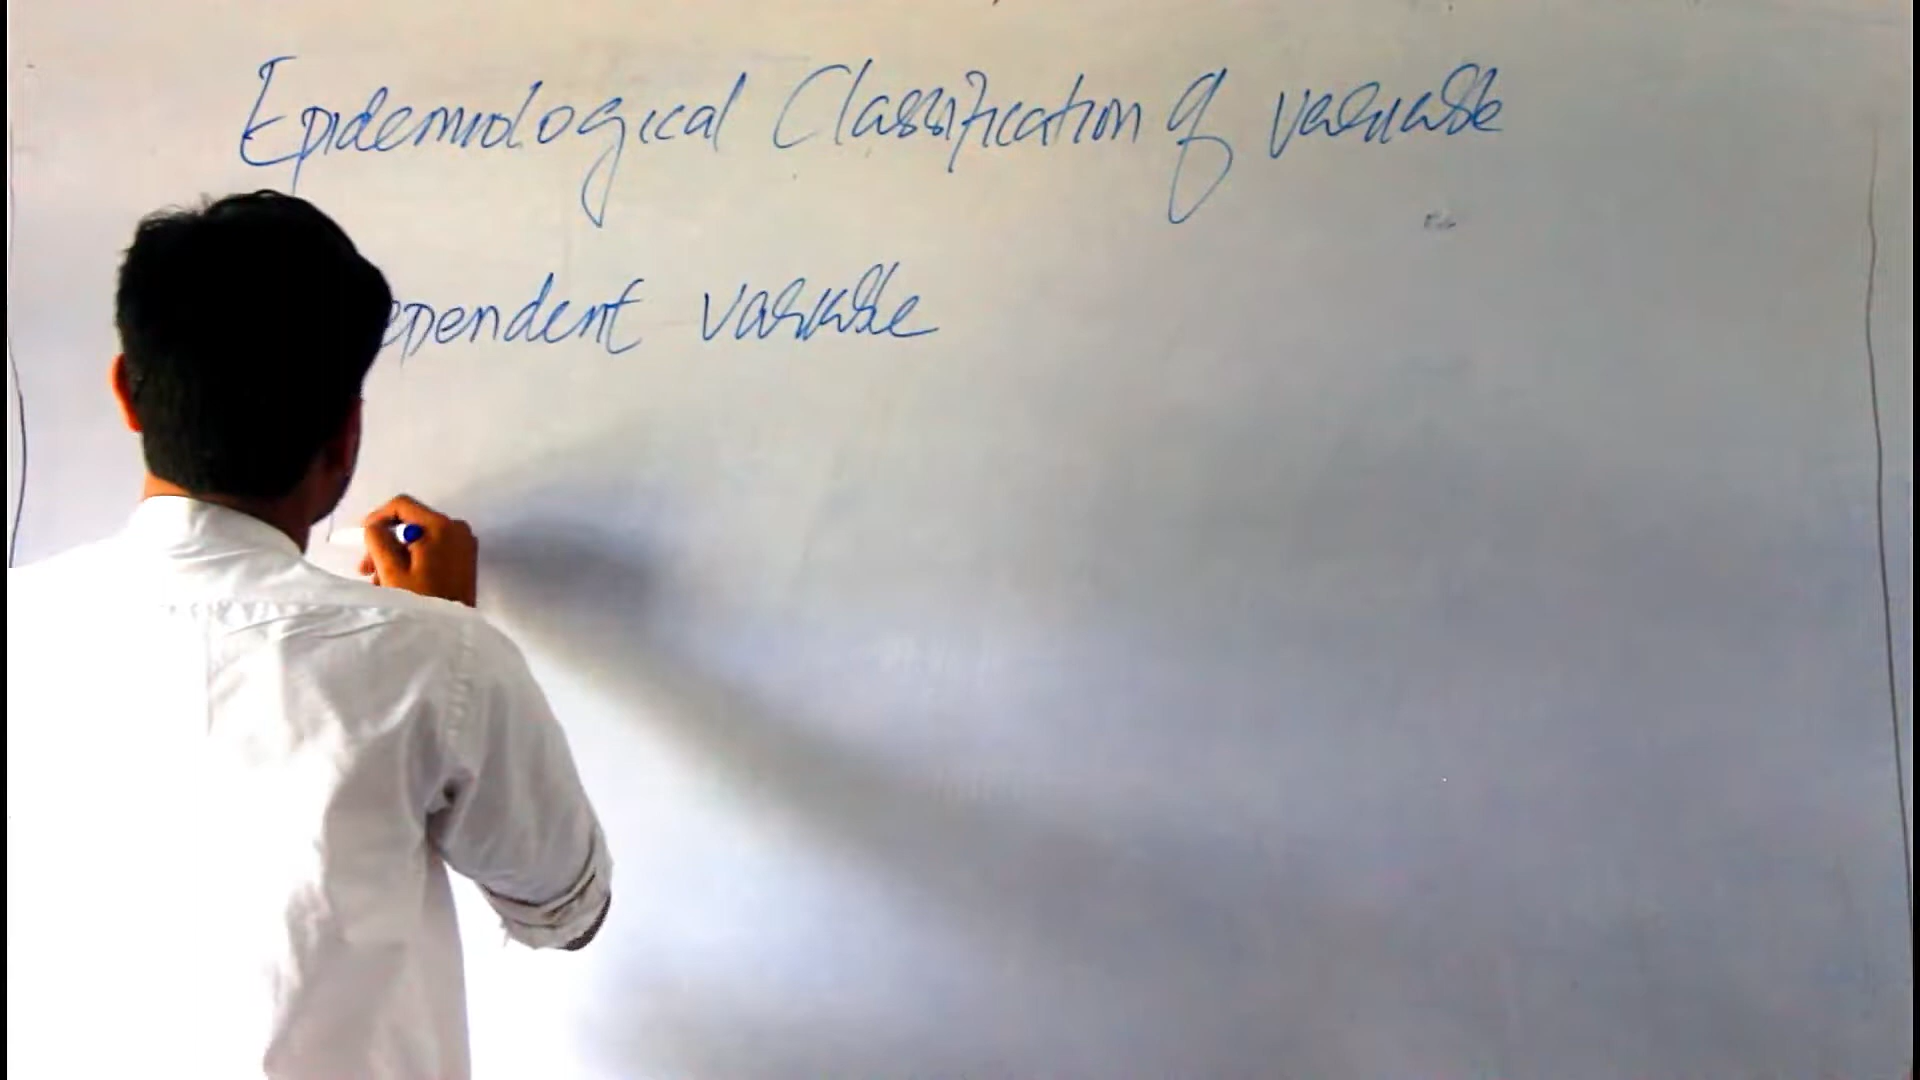 Epidemiological Classification of variable
ependent variable